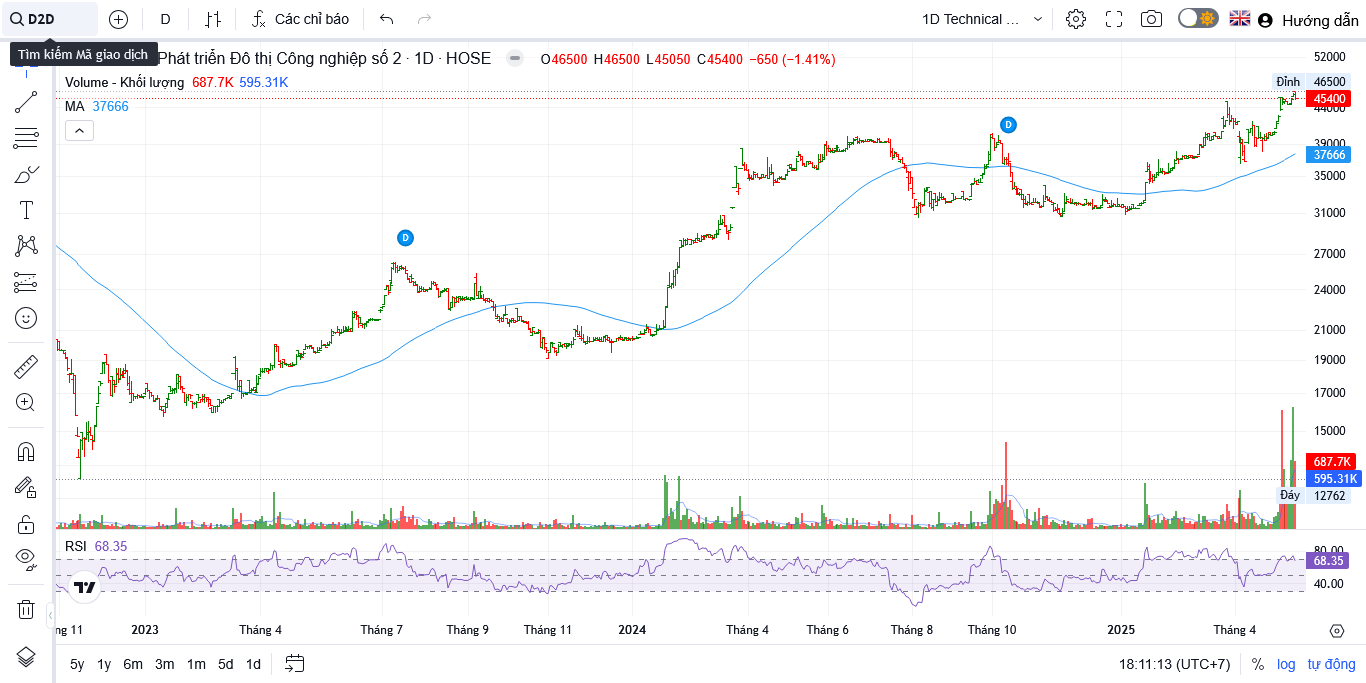 D2D
D
Các chỉ báo
1D Technical ...
Hướng dẫn
Tìm kiếm Mã giao dịch
Phát triển Đô thị Công nghiệp số 2 · 1D · HOSE
O46500 H46500 L45050 C45400 −650 (−1.41%)
Volume - Khối lượng 687.7K 595.31K
MA 37666
52000
Đỉnh 46500
45400
44000
39000
37666
35000
31000
27000
24000
21000
19000
17000
15000
687.7K
595.31K
Đáy 12762
D
D
RSI 68.35
80.00
68.35
40.00
ng 11 2023 Tháng 4 Tháng 7 Tháng 9 Tháng 11 2024 Tháng 4 Tháng 6 Tháng 8 Tháng 10 2025 Tháng 4
5y 1y 6m 3m 1m 5d 1d
18:11:13 (UTC+7) % log tự động